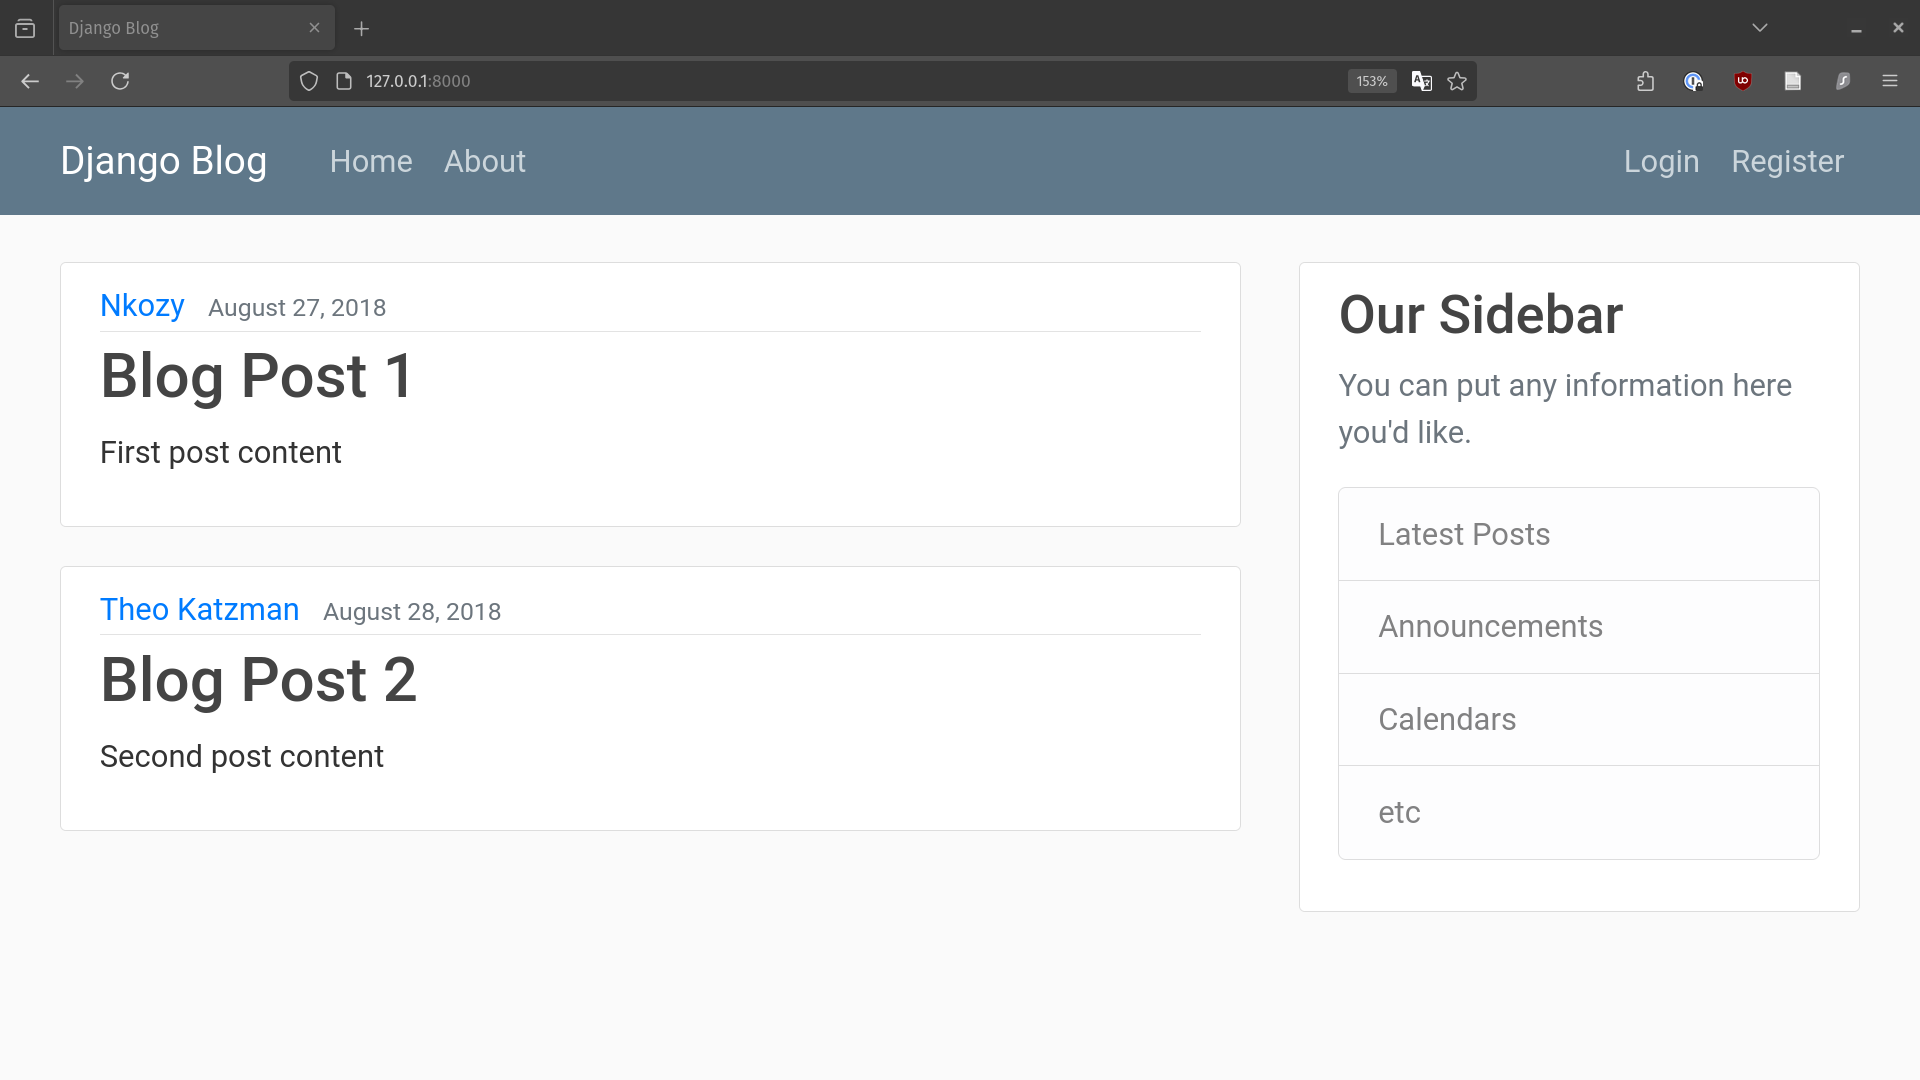 Django Blog
127.0.0.1:8000
153%
Django Blog
Home
About
Login
Register
Nkozy August 27, 2018
Blog Post 1
First post content
Theo Katzman August 28, 2018
Blog Post 2
Second post content
Our Sidebar
You can put any information here
you'd like.
Latest Posts
Announcements
Calendars
etc